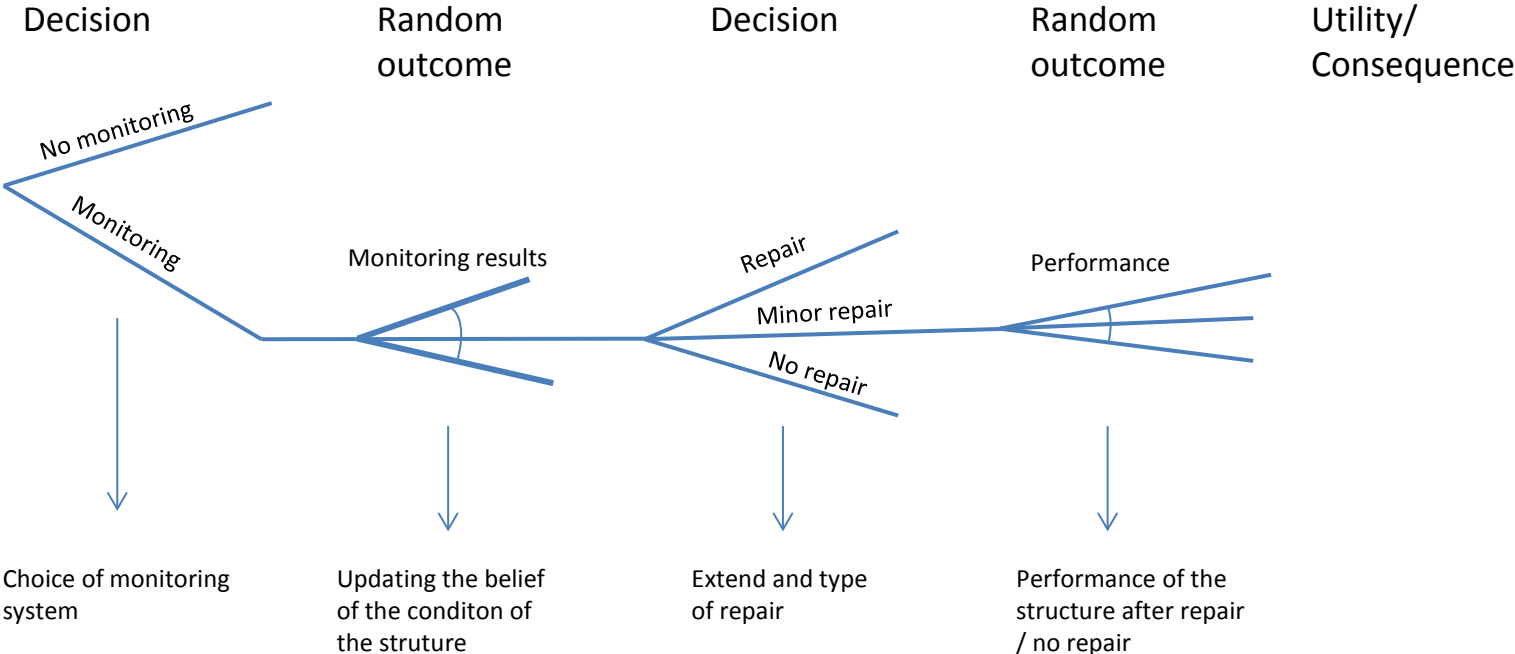 Decision
Random
outcome
Decision
Random
outcome
Utility/
Consequence
No monitoring
Monitoring
Monitoring results
Repair
Minor repair
No repair
Performance
Choice of monitoring
system
Updating the belief
of the conditon of
the struture
Extend and type
of repair
Performance of the
structure after repair
/ no repair